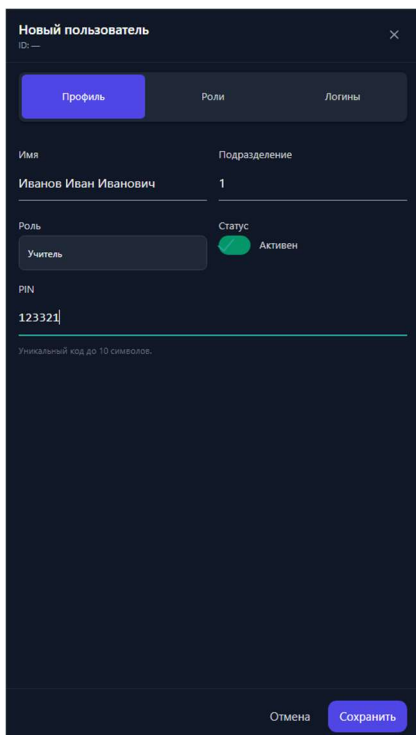 Новый пользователь
ID: —
Профиль Роли Логины
Имя Подразделение
Иванов Иван Иванович 1
Роль Статус
Учитель Активен
PIN
123321
Уникальный код до 10 символов.
Отмена Сохранить